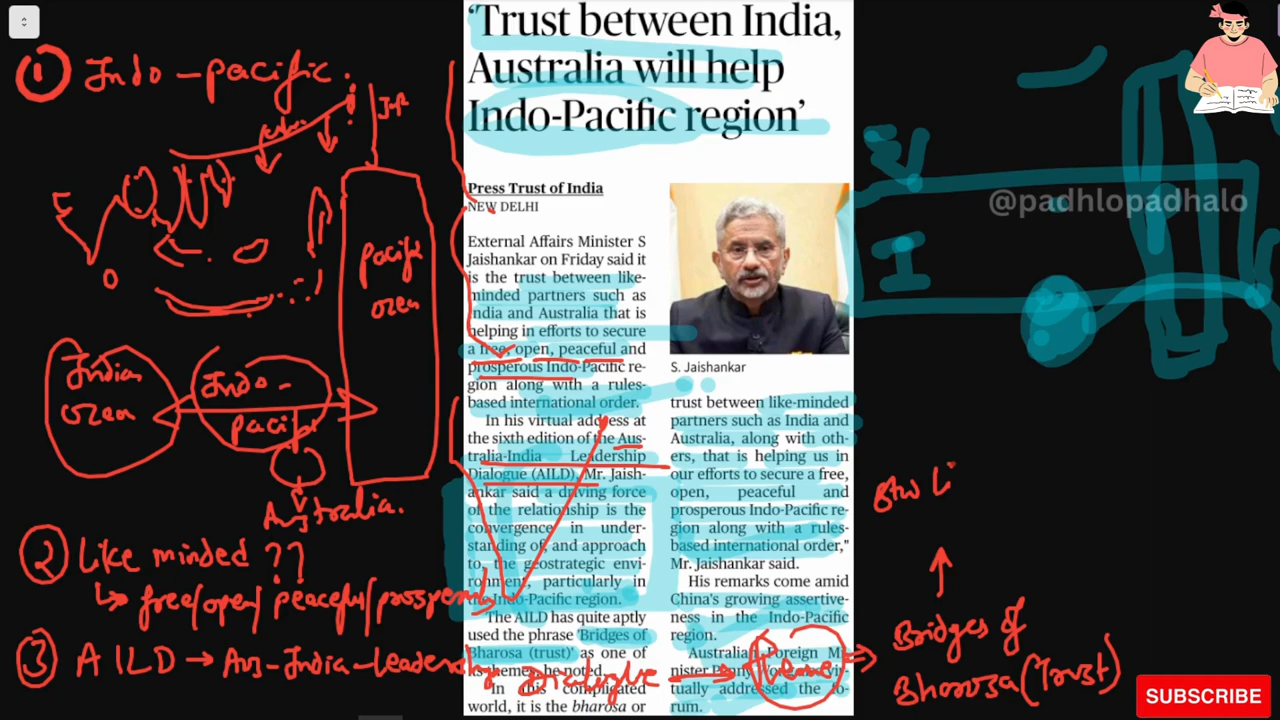 ① Indo - pacific.
Pacific
ozen
Indian
ozen
Indo -
pacific
Australia.
② Like minded ??
↳ free/open/peaceful/
③ AILD → Aus-India-leadership Dialogue → theme ⇒
'Trust between India,
Australia will help
Indo-Pacific region'
Press Trust of India
NEW DELHI
External Affairs Minister S
Jaishankar on Friday said it
is the trust between like-
minded partners such as
India and Australia that is
helping in efforts to secure
a free, open, peaceful and
prosperous Indo-Pacific re-
gion along with a rules-
based international order.
In his virtual address at
the sixth edition of the Aus-
tralia-India Leadership
Dialogue (AILD), Mr. Jaish-
ankar said a driving force
of the relationship is the
convergence in under-
standing of, and approach
to, the geostrategic envi-
ronment, particularly in
the Indo-Pacific region.
The AILD has quite aptly
used the phrase 'Bridges of
Bharosa (trust)' as one of
themes, he noted.
In this complicated
world, it is the bharosa or
S. Jaishankar
trust between like-minded
partners such as India and
Australia, along with oth-
ers, that is helping us in
our efforts to secure a free,
open, peaceful and
prosperous Indo-Pacific re-
gion along with a rules-
based international order,"
Mr. Jaishankar said.
His remarks come amid
China's growing assertive-
ness in the Indo-Pacific
region.
Australia Foreign Mi-
nister Penny Wong vir-
tually addressed the fo-
rum.
@padhlopadhalo
Btw Li
Bridges of
Bharosa (Trust)
SUBSCRIBE